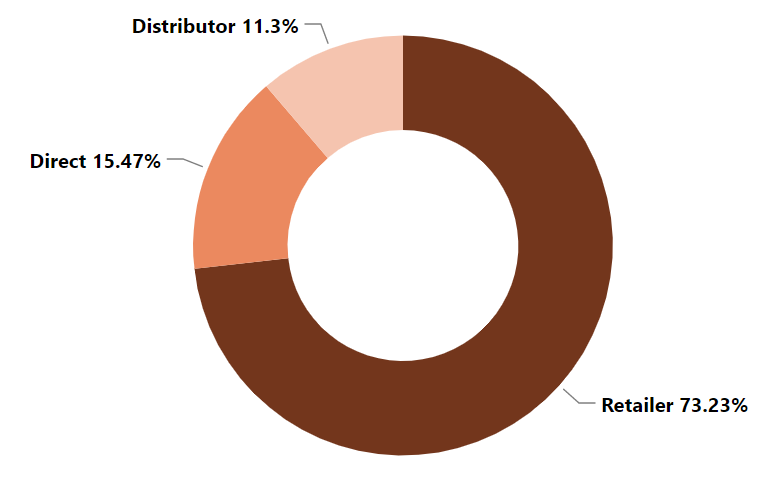 Distributor 11.3%
Direct 15.47%
Retailer 73.23%